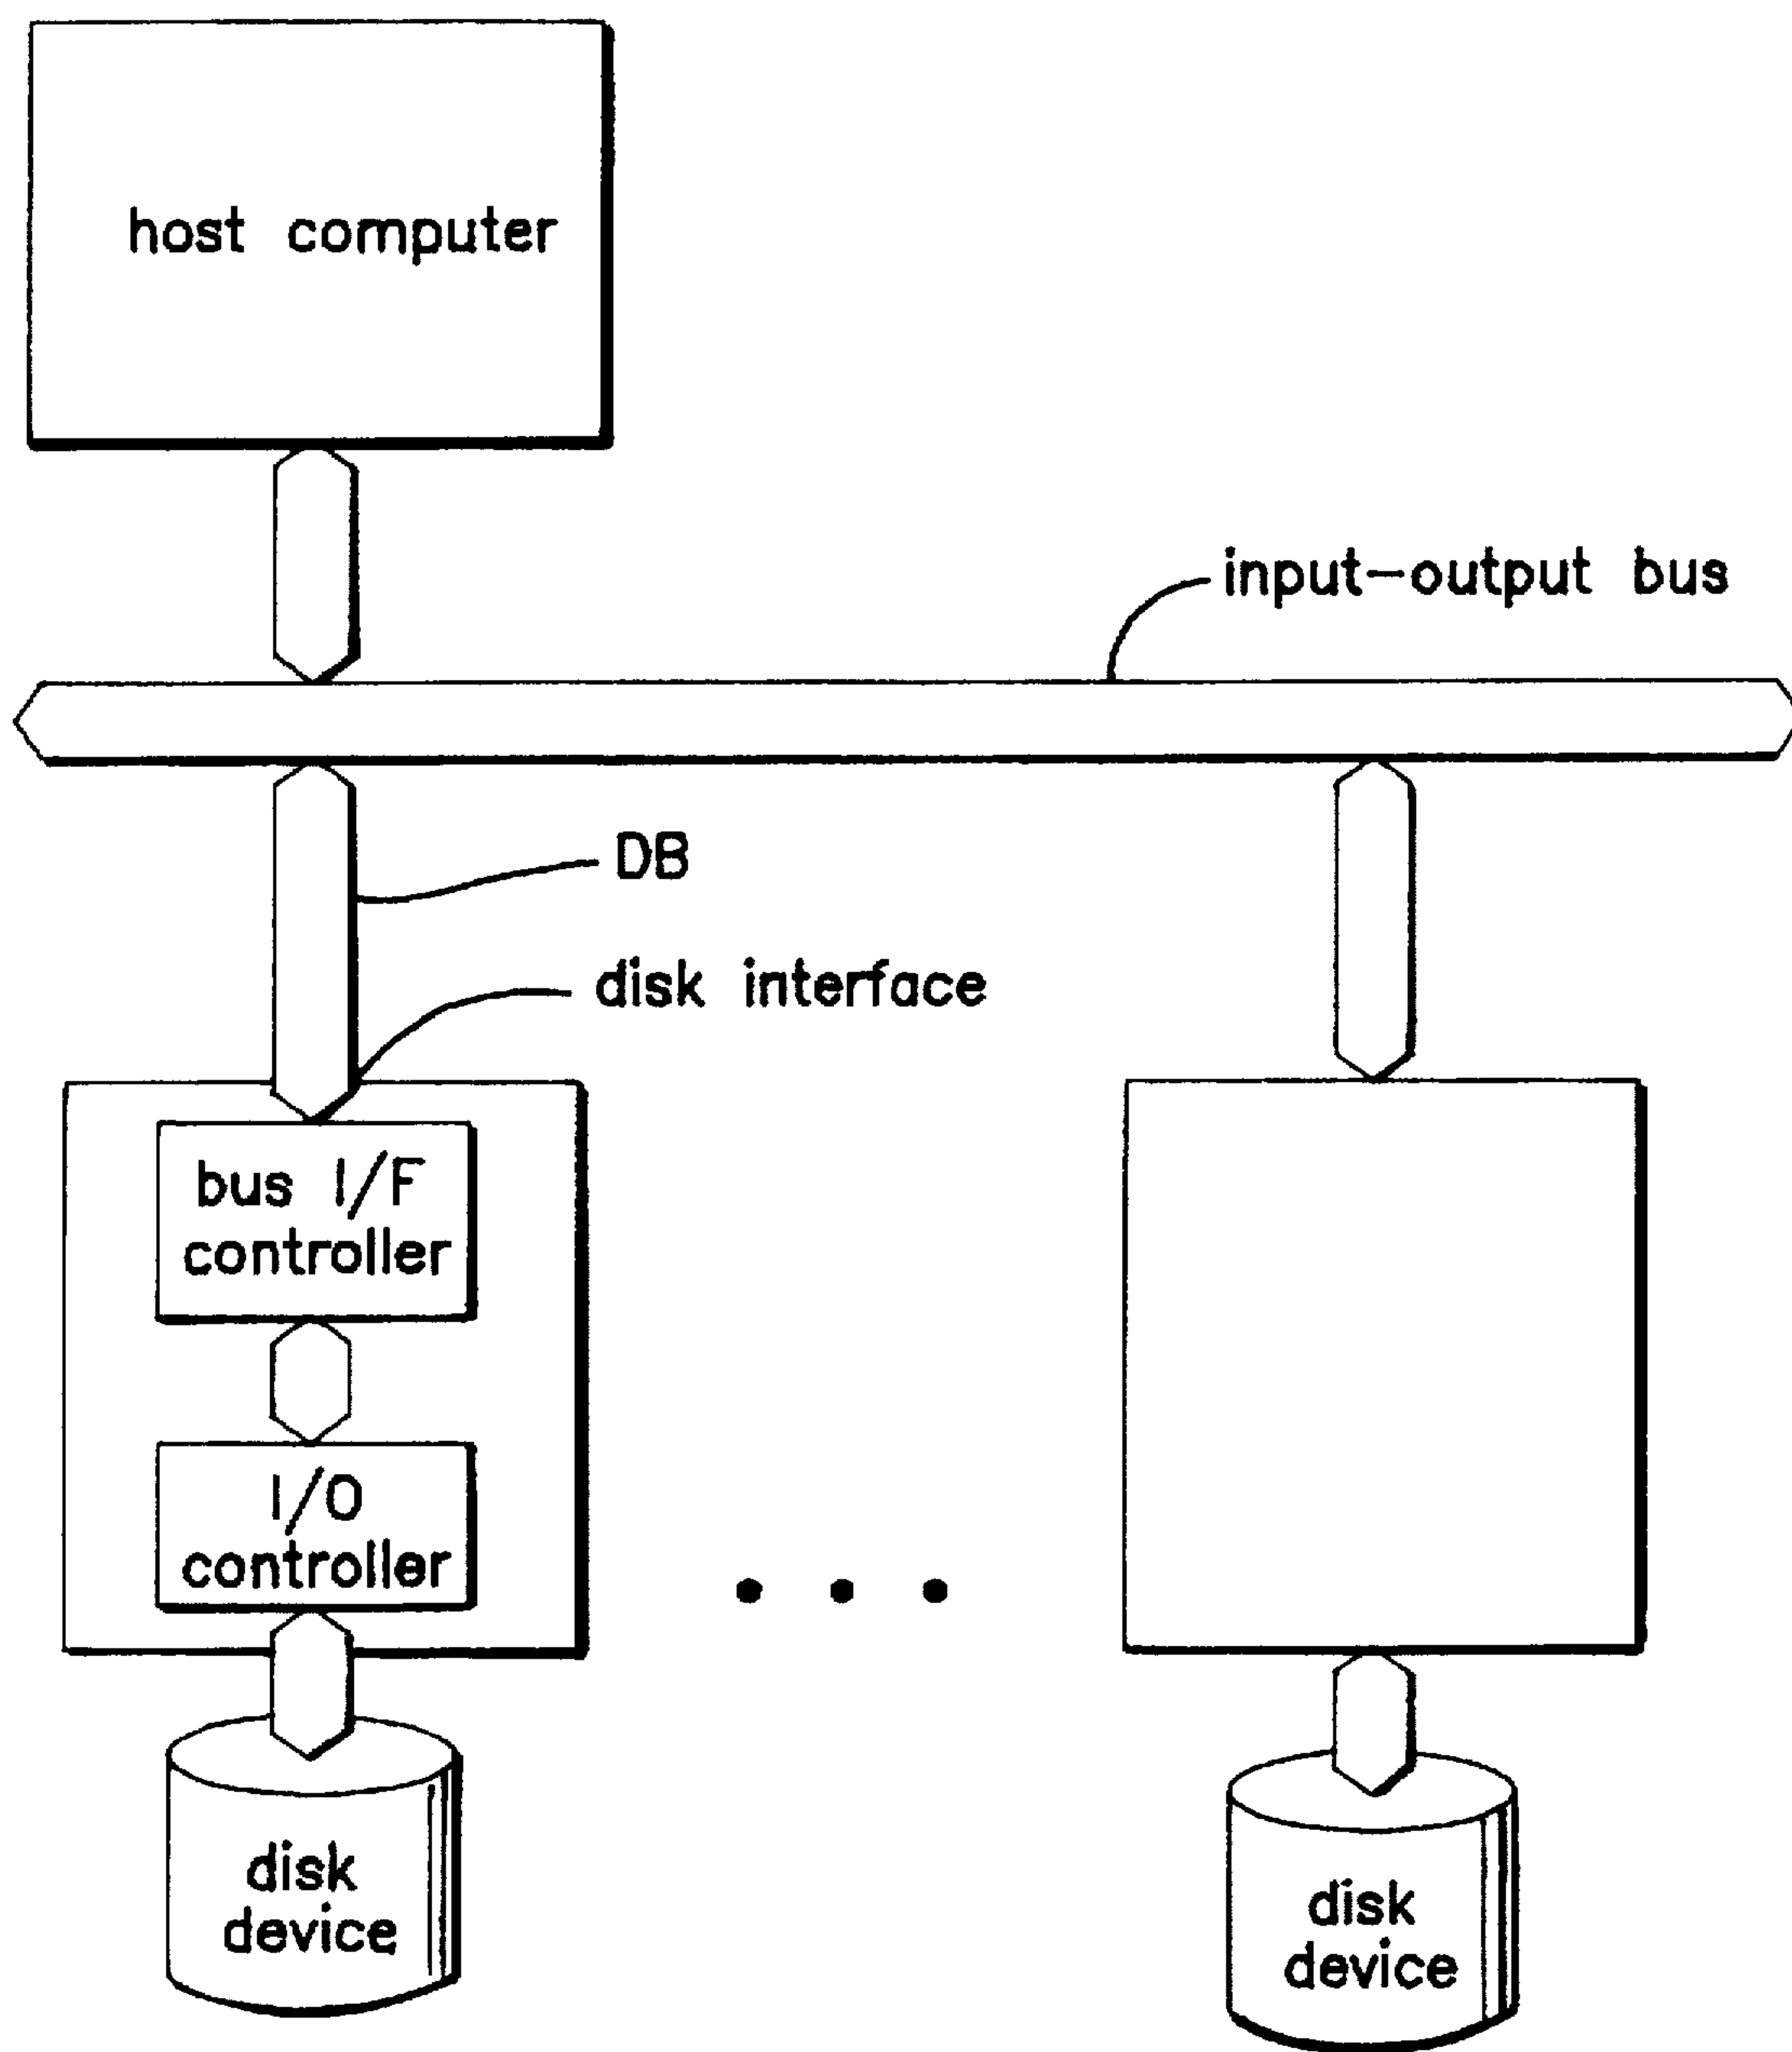 host computer
input-output bus
DB
disk interface
bus I/F
controller
I/O
controller
disk
device
disk
device